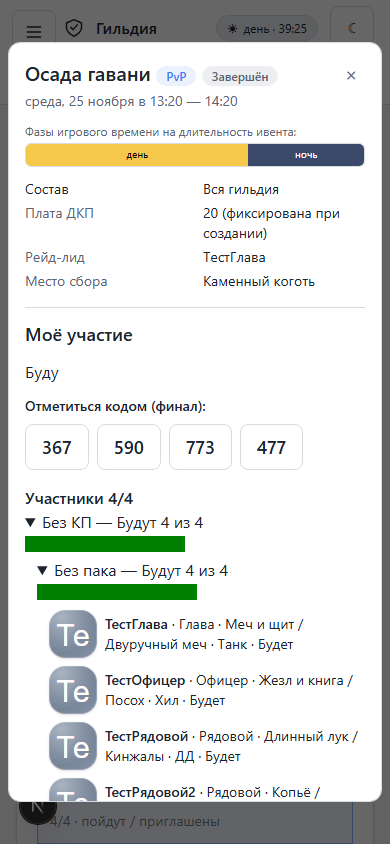 Гильдия
☀ день · 39:25
Осада гавани PvP Завершён ×
среда, 25 ноября в 13:20 — 14:20
Фазы игрового времени на длительность ивента:
день ночь
Состав Вся гильдия
Плата ДКП 20 (фиксирована при
создании)
Рейд-лид ТестГлава
Место сбора Каменный коготь
Моё участие
Буду
Отметиться кодом (финал):
367 590 773 477
Участники 4/4
▼ Без КП — Будут 4 из 4
▼ Без пака — Будут 4 из 4
Те ТестГлава · Глава · Меч и щит /
Двуручный меч · Танк · Будет
Те ТестОфицер · Офицер · Жезл и книга /
Посох · Хил · Будет
Те ТестРядовой · Рядовой · Длинный лук /
Кинжалы · ДД · Будет
Те ТестРядовой2 · Рядовой · Копьё /
4/4 · пойдут / приглашены